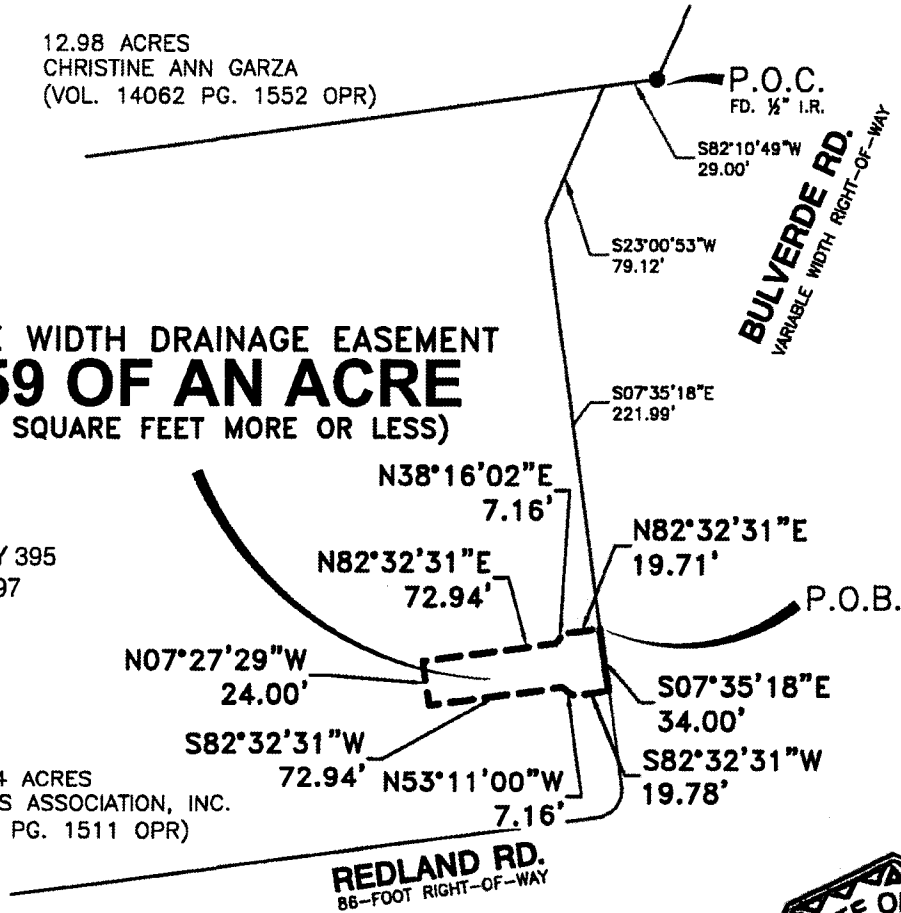 12.98 ACRES
CHRISTINE ANN GARZA
(VOL. 14062 PG. 1552 OPR)
P.O.C.
FD. ½" I.R.
S82°10'49"W
29.00'
BULVERDE RD.
VARIABLE WIDTH RIGHT-OF-WAY
S23°00'53"W
79.12'
WIDTH DRAINAGE EASEMENT
59 OF AN ACRE
SQUARE FEET MORE OR LESS)
S07°35'18"E
221.99'
N38°16'02"E
7.16'
N82°32'31"E
19.71'
395
97
N82°32'31"E
72.94'
P.O.B.
N07°27'29"W
24.00'
S07°35'18"E
34.00'
S82°32'31"W
72.94'
S82°32'31"W
19.78'
N53°11'00"W
7.16'
4 ACRES
S ASSOCIATION, INC.
PG. 1511 OPR)
REDLAND RD.
86-FOOT RIGHT-OF-WAY